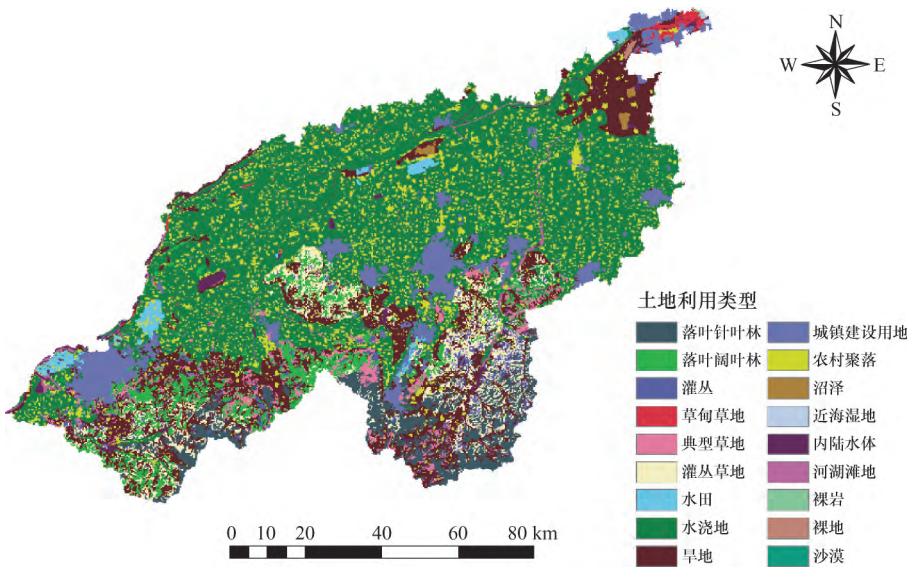 N
W E
S
土地利用类型
落叶针叶林 城镇建设用地
落叶阔叶林 农村聚落
灌丛 沼泽
草甸草地 近海湿地
典型草地 内陆水体
灌丛草地 河湖滩地
水田 裸岩
水浇地 裸地
旱地 沙漠
0 10 20 40 60 80 km